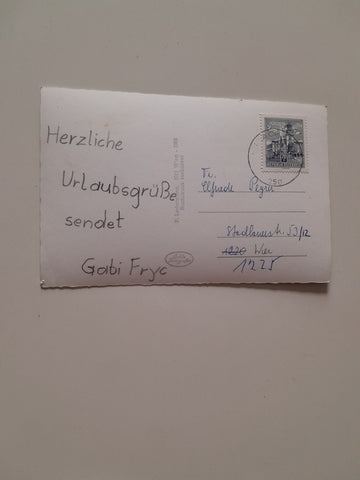 Herzliche
Urlaubsgrüße
sendet
Gabi Fryc
Fr.
Elfriede
Stadlauerstr. 53/12
1220 Wien
1225